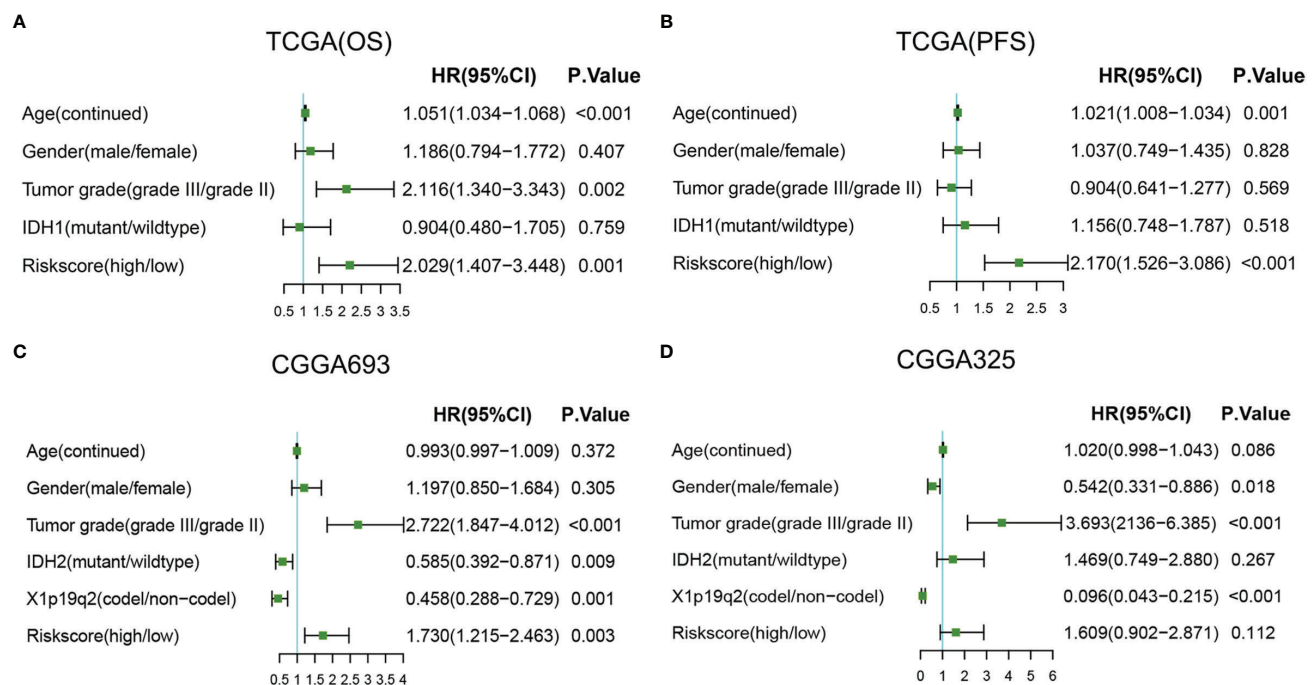 A
TCGA(OS)
HR(95%CI) P.Value
Age(continued) 1.051(1.034−1.068) <0.001
Gender(male/female) 1.186(0.794−1.772) 0.407
Tumor grade(grade III/grade II) 2.116(1.340−3.343) 0.002
IDH1(mutant/wildtype) 0.904(0.480−1.705) 0.759
Riskscore(high/low) 2.029(1.407−3.448) 0.001
0.5 1 1.5 2 2.5 3 3.5
B
TCGA(PFS)
HR(95%CI) P.Value
Age(continued) 1.021(1.008−1.034) 0.001
Gender(male/female) 1.037(0.749−1.435) 0.828
Tumor grade(grade III/grade II) 0.904(0.641−1.277) 0.569
IDH1(mutant/wildtype) 1.156(0.748−1.787) 0.518
Riskscore(high/low) 2.170(1.526−3.086) <0.001
0.5 1 1.5 2 2.5 3
C
CGGA693
HR(95%CI) P.Value
Age(continued) 0.993(0.997−1.009) 0.372
Gender(male/female) 1.197(0.850−1.684) 0.305
Tumor grade(grade III/grade II) 2.722(1.847−4.012) <0.001
IDH2(mutant/wildtype) 0.585(0.392−0.871) 0.009
X1p19q2(codel/non−codel) 0.458(0.288−0.729) 0.001
Riskscore(high/low) 1.730(1.215−2.463) 0.003
0.5 1 1.5 2 2.5 3 3.5 4
D
CGGA325
HR(95%CI) P.Value
Age(continued) 1.020(0.998−1.043) 0.086
Gender(male/female) 0.542(0.331−0.886) 0.018
Tumor grade(grade III/grade II) 3.693(2136−6.385) <0.001
IDH2(mutant/wildtype) 1.469(0.749−2.880) 0.267
X1p19q2(codel/non−codel) 0.096(0.043−0.215) <0.001
Riskscore(high/low) 1.609(0.902−2.871) 0.112
0 1 2 3 4 5 6